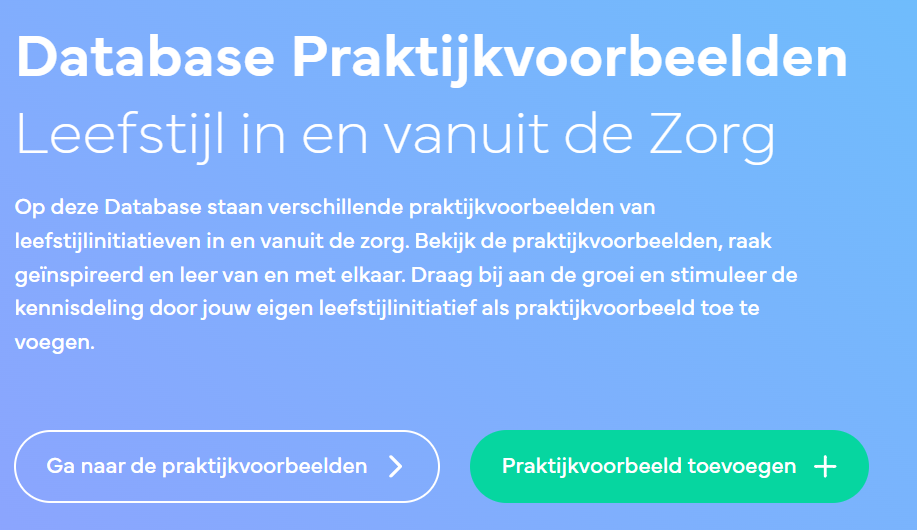 Database Praktijkvoorbeelden
Leefstijl in en vanuit de Zorg
Op deze Database staan verschillende praktijkvoorbeelden van
leefstijlinitiatieven in en vanuit de zorg. Bekijk de praktijkvoorbeelden, raak
geïnspireerd en leer van en met elkaar. Draag bij aan de groei en stimuleer de
kennisdeling door jouw eigen leefstijlinitiatief als praktijkvoorbeeld toe te
voegen.
Ga naar de praktijkvoorbeelden
Praktijkvoorbeeld toevoegen